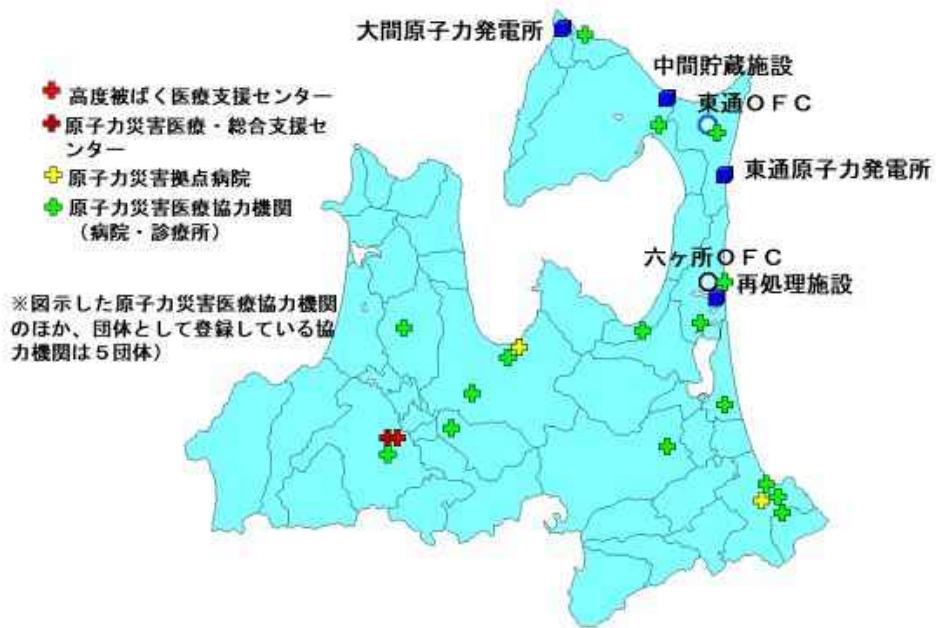 大間原子力発電所
中間貯蔵施設
東通OFC
東通原子力発電所
六ヶ所OFC
再処理施設
高度被ばく医療支援センター
原子力災害医療・総合支援セ
ンター
原子力災害拠点病院
原子力災害医療協力機関
(病院・診療所)
※図示した原子力災害医療協力機関
のほか、団体として登録している協
力機関は5団体)